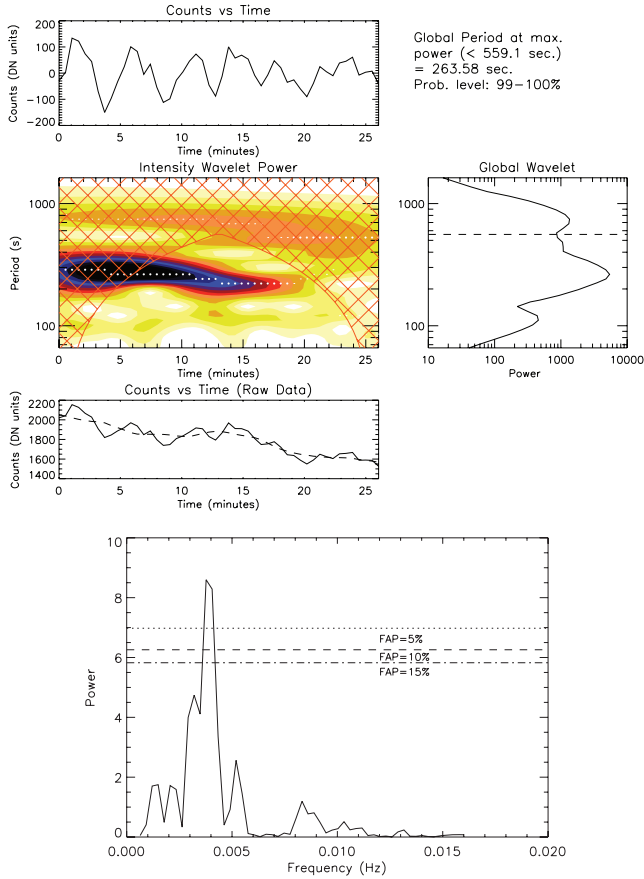 Counts vs Time
Counts (DN units)
200
100
0
−100
−200
0 5 10 15 20 25
Time (minutes)
Global Period at max.
power (< 559.1 sec.)
= 263.58 sec.
Prob. level: 99−100%
Intensity Wavelet Power
Period (s)
1000
100
0 5 10 15 20 25
Time (minutes)
Global Wavelet
1000
100
10 100 1000 10000
Power
Counts vs Time (Raw Data)
Counts (DN units)
2200
2000
1800
1600
1400
0 5 10 15 20 25
Time (minutes)
Power
10
8
6
4
2
0
FAP=5%
FAP=10%
FAP=15%
0.000 0.005 0.010 0.015 0.020
Frequency (Hz)